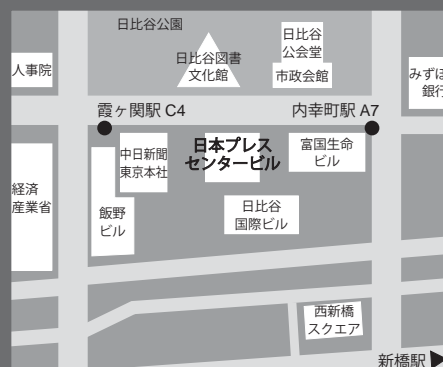 日比谷公園
日比谷
公会堂
日比谷図書
文化館
市政会館
人事院
みずほ
銀行
霞ヶ関駅 C4
内幸町駅 A7
中日新聞
東京本社
日本プレス
センタービル
富国生命
ビル
経済
産業省
飯野
ビル
日比谷
国際ビル
西新橋
スクエア
新橋駅